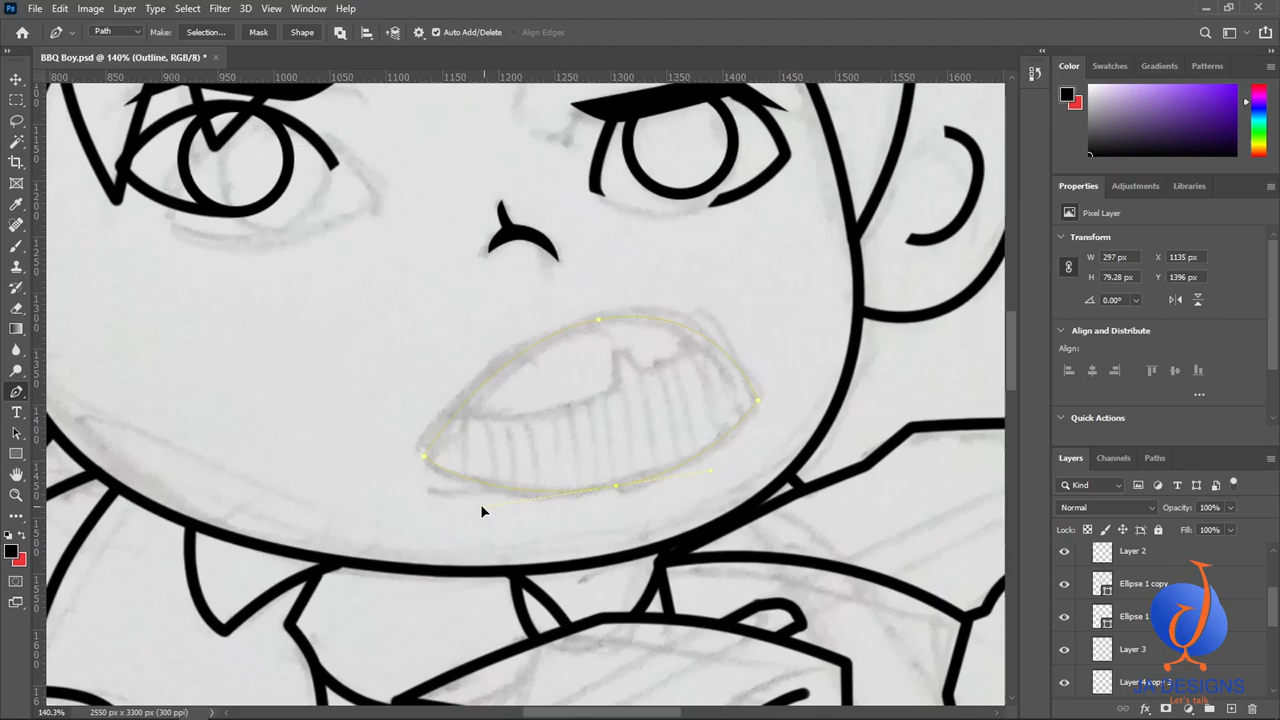 Ps File Edit Image Layer Type Select Filter 3D View Window Help
Path Make: Selection... Mask Shape Auto Add/Delete Align Edges
BBQ Boy.psd @ 140% (Outline, RGB/8) *
800 850 900 950 1000 1050 1100 1150 1200 1250 1300 1350 1400 1450 1500 1550 1600
Color Swatches Gradients Patterns
Properties Adjustments Libraries
Pixel Layer
Transform
W 297 px X 1135 px
H 79.28 px Y 1396 px
0.00°
Align and Distribute
Align:
Quick Actions
Layers Channels Paths
Kind
Normal Opacity: 100%
Lock: Fill: 100%
Layer 2
Ellipse 1 copy
Ellipse 1
Layer 3
JA DESIGNS
Let's talk
140.3% 2550 px x 3300 px (300 ppi)